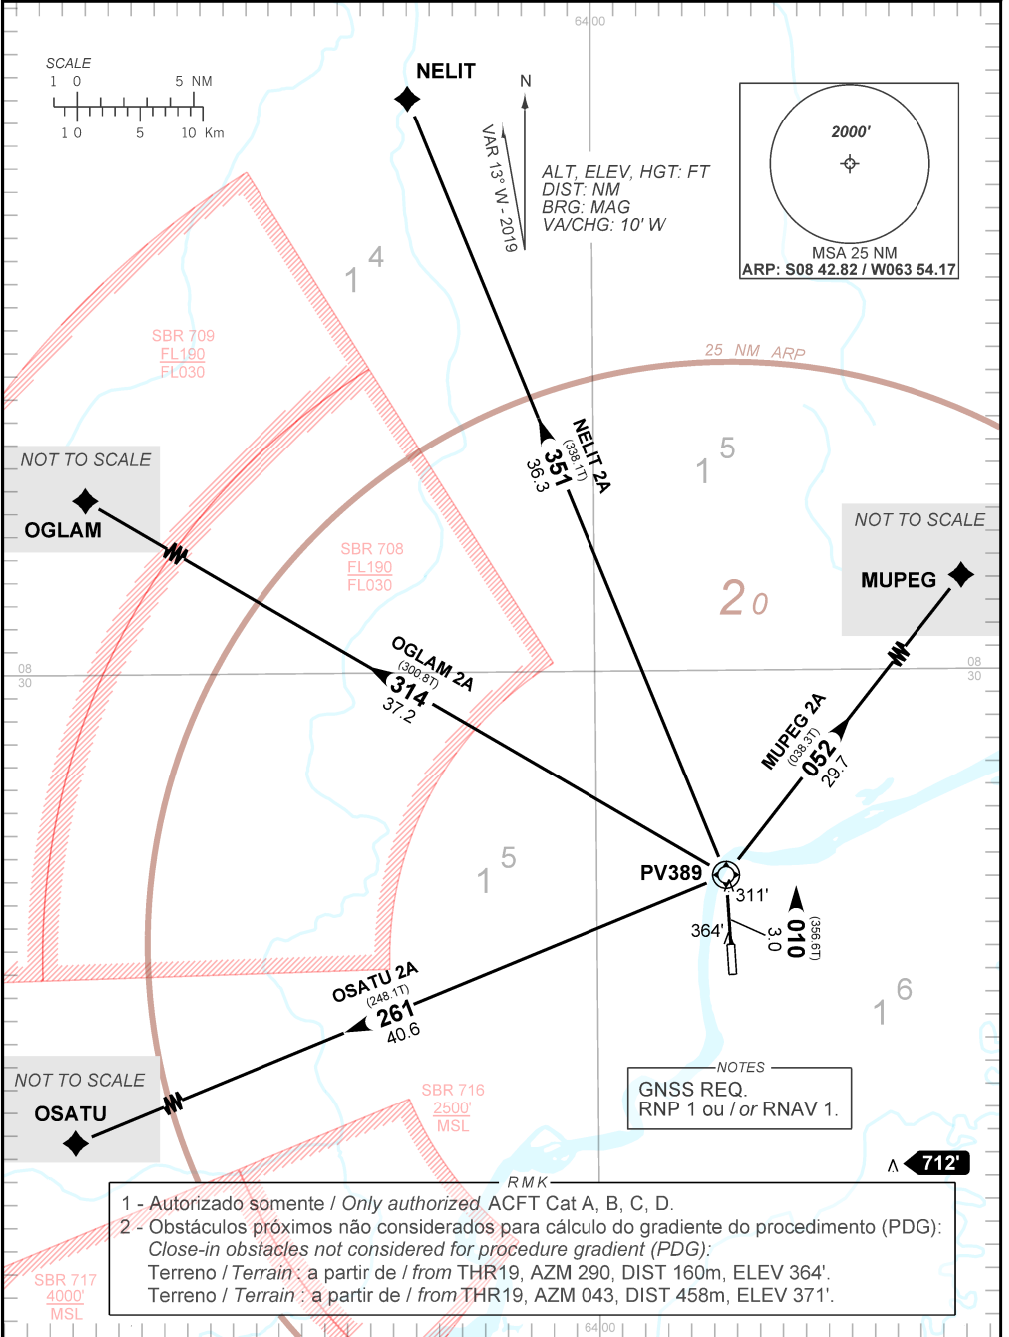 64 00
SCALE
1 0 5 NM
1 0 5 10 Km
NELIT
N
VAR 13° W - 2019
ALT, ELEV, HGT: FT
DIST: NM
BRG: MAG
VA/CHG: 10' W
2000'
MSA 25 NM
ARP: S08 42.82 / W063 54.17
1 4
SBR 709
FL190
FL030
25 NM ARP
NELIT 2A
(338.1T)
351
36.3
1 5
NOT TO SCALE
OGLAM
NOT TO SCALE
MUPEG
SBR 708
FL190
FL030
2 0
OGLAM 2A
(300.8T)
314
37.2
08
30
08
30
MUPEG 2A
(038.3T)
052
29.7
1 5
PV389
311'
364'
3.0
010
(356.6T)
OSATU 2A
(248.1T)
261
40.6
1 6
NOT TO SCALE
OSATU
SBR 716
2500'
MSL
NOTES
GNSS REQ.
RNP 1 ou / or RNAV 1.
712'
RMK
1 - Autorizado somente / Only authorized ACFT Cat A, B, C, D.
2 - Obstáculos próximos não considerados para cálculo do gradiente do procedimento (PDG):
Close-in obstacles not considered for procedure gradient (PDG):
Terreno / Terrain : a partir de / from THR19, AZM 290, DIST 160m, ELEV 364'.
Terreno / Terrain : a partir de / from THR19, AZM 043, DIST 458m, ELEV 371'.
SBR 717
4000'
MSL
64 00